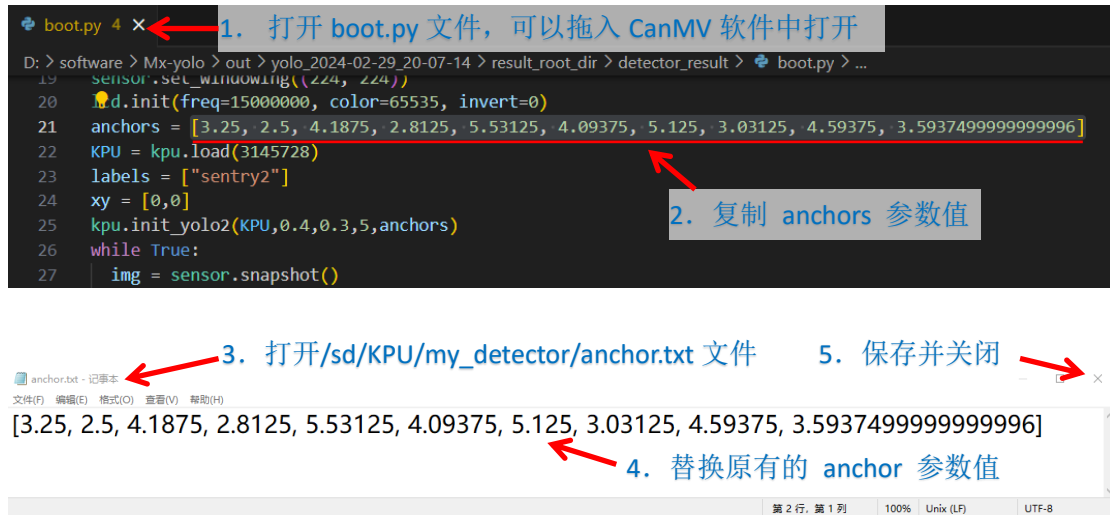 boot.py 4
1. 打开 boot.py 文件，可以拖入 CanMV 软件中打开
D: > software > Mx-yolo > out > yolo_2024-02-29_20-07-14 > result_root_dir > detector_result > boot.py > ...
19 sensor.set_windowing((224, 224))
20 lcd.init(freq=15000000, color=65535, invert=0)
21 anchors = [3.25, 2.5, 4.1875, 2.8125, 5.53125, 4.09375, 5.125, 3.03125, 4.59375, 3.5937499999999996]
22 KPU = kpu.load(3145728)
23 labels = ["sentry2"]
24 xy = [0,0]
2. 复制 anchors 参数值
25 kpu.init_yolo2(KPU,0.4,0.3,5,anchors)
26 while True:
27 img = sensor.snapshot()
3. 打开/sd/KPU/my_detector/anchor.txt 文件
5. 保存并关闭
anchor.txt - 记事本
文件(F) 编辑(E) 格式(O) 查看(V) 帮助(H)
[3.25, 2.5, 4.1875, 2.8125, 5.53125, 4.09375, 5.125, 3.03125, 4.59375, 3.5937499999999996]
4. 替换原有的 anchor 参数值
第 2 行, 第 1 列 100% Unix (LF) UTF-8